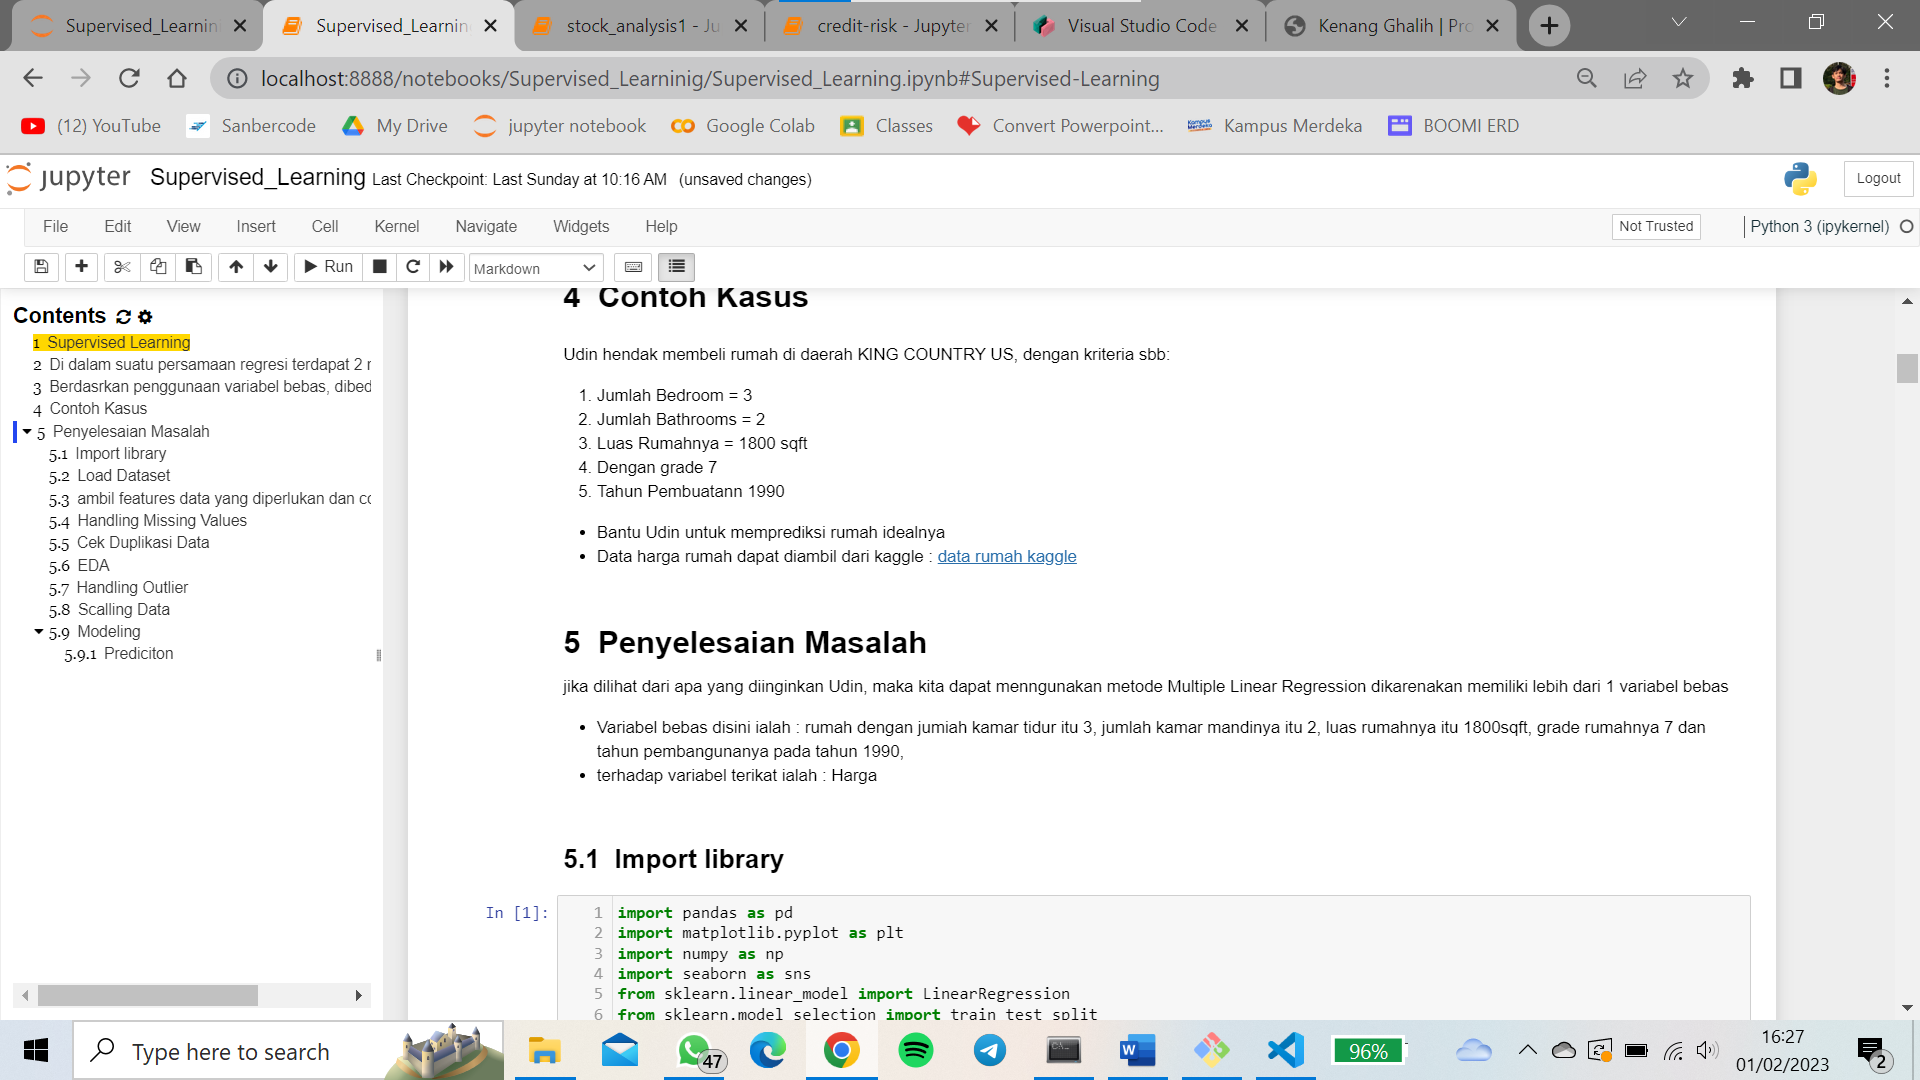 Supervised_Learnin
Supervised_Learnin
stock_analysis1 - Ju
credit-risk - Jupyter
Visual Studio Code
Kenang Ghalih | Pro
localhost:8888/notebooks/Supervised_Learninig/Supervised_Learning.ipynb#Supervised-Learning
(12) YouTube
Sanbercode
My Drive
jupyter notebook
Google Colab
Classes
Convert Powerpoint...
Kampus Merdeka
BOOMI ERD
jupyter
Supervised_Learning Last Checkpoint: Last Sunday at 10:16 AM (unsaved changes)
Logout
File Edit View Insert Cell Kernel Navigate Widgets Help
Not Trusted
Python 3 (ipykernel)
Run
Markdown
Contents
1 Supervised Learning
2 Di dalam suatu persamaan regresi terdapat 2 r
3 Berdasrkan penggunaan variabel bebas, dibed
4 Contoh Kasus
5 Penyelesaian Masalah
5.1 Import library
5.2 Load Dataset
5.3 ambil features data yang diperlukan dan cc
5.4 Handling Missing Values
5.5 Cek Duplikasi Data
5.6 EDA
5.7 Handling Outlier
5.8 Scalling Data
5.9 Modeling
5.9.1 Prediciton
4 Contoh Kasus
Udin hendak membeli rumah di daerah KING COUNTRY US, dengan kriteria sbb:
1. Jumlah Bedroom = 3
2. Jumlah Bathrooms = 2
3. Luas Rumahnya = 1800 sqft
4. Dengan grade 7
5. Tahun Pembuatann 1990
• Bantu Udin untuk memprediksi rumah idealnya
• Data harga rumah dapat diambil dari kaggle : data rumah kaggle
5 Penyelesaian Masalah
jika dilihat dari apa yang diinginkan Udin, maka kita dapat menngunakan metode Multiple Linear Regression dikarenakan memiliki lebih dari 1 variabel bebas
• Variabel bebas disini ialah : rumah dengan jumiah kamar tidur itu 3, jumlah kamar mandinya itu 2, luas rumahnya itu 1800sqft, grade rumahnya 7 dan
tahun pembangunanya pada tahun 1990,
• terhadap variabel terikat ialah : Harga
5.1 Import library
In [1]:
1 import pandas as pd
2 import matplotlib.pyplot as plt
3 import numpy as np
4 import seaborn as sns
5 from sklearn.linear_model import LinearRegression
6 from sklearn.model_selection import train_test_split
Type here to search
47
96%
16:27
01/02/2023
2